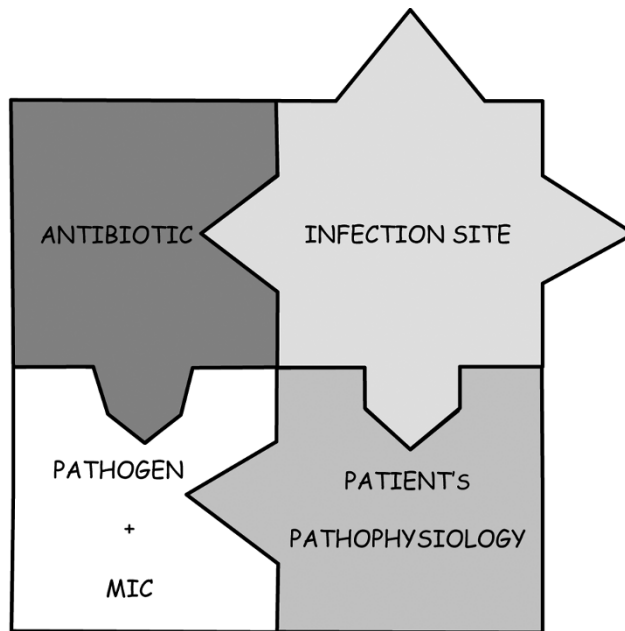 ANTIBIOTIC
INFECTION SITE
PATHOGEN
+
MIC
PATIENT'S
PATHOPHYSIOLOGY